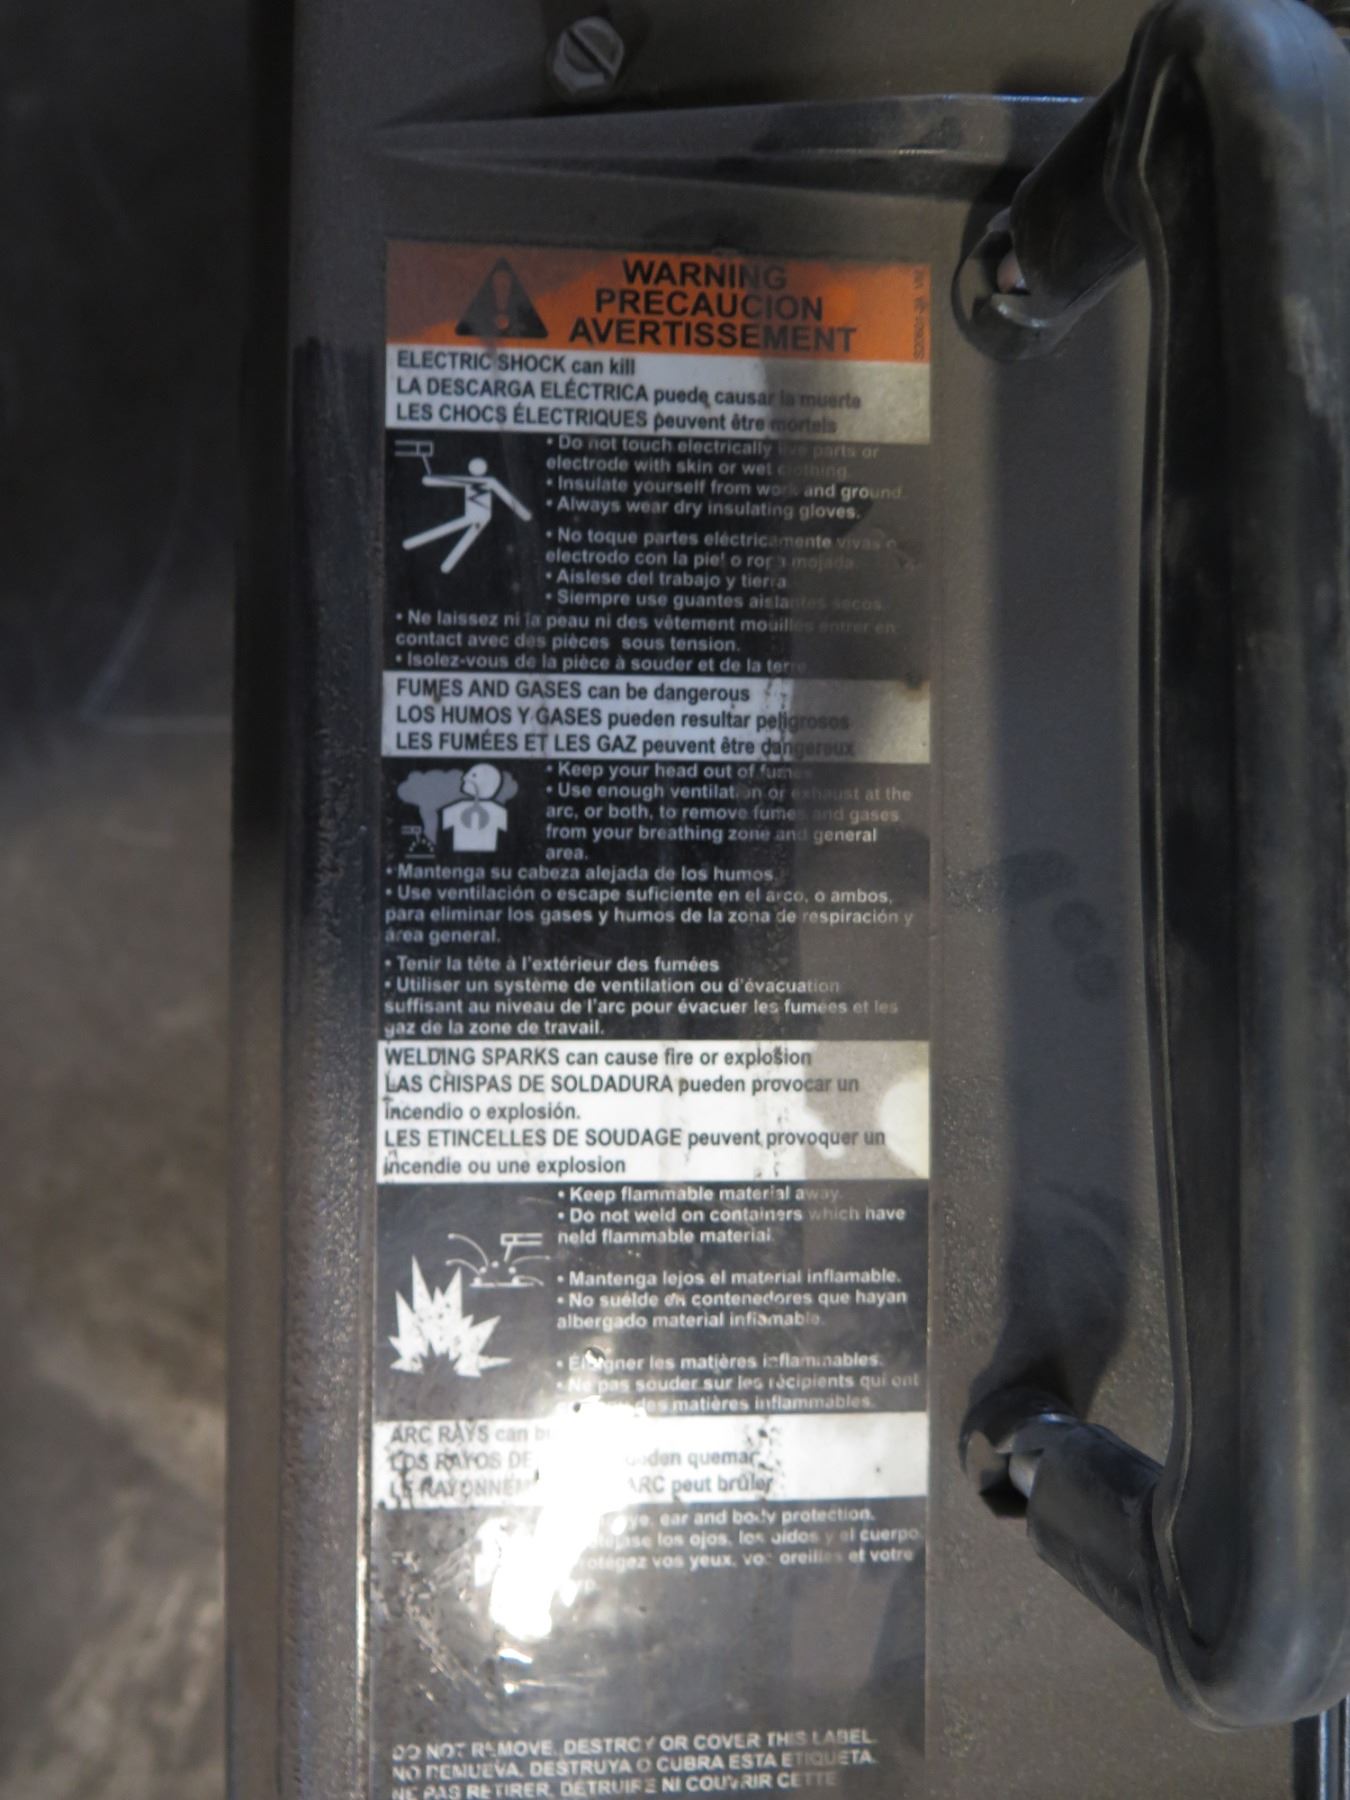 WARNING
PRECAUCION
AVERTISSEMENT
ELECTRIC SHOCK can kill
LA DESCARGA ELÉCTRICA puede causar la muerte
LES CHOCS ÉLECTRIQUES peuvent être mortels
• Do not touch electrically live parts or
electrode with skin or wet clothing.
• Insulate yourself from work and ground.
• Always wear dry insulating gloves.
• No toque partes eléctricamente vivas o
electrodo con la piel o ropa mojada.
• Aislese del trabajo y tierra
• Siempre use guantes aislantes secos.
• Ne laissez ni la peau ni des vêtement mouillés entrer en
contact avec des pièces sous tension.
• Isolez-vous de la pièce à souder et de la terre
FUMES AND GASES can be dangerous
LOS HUMOS Y GASES pueden resultar peligrosos
LES FUMÉES ET LES GAZ peuvent être dangereux
• Keep your head out of fumes
• Use enough ventilation or exhaust at the
arc, or both, to remove fumes and gases
from your breathing zone and general
area.
• Mantenga su cabeza alejada de los humos.
• Use ventilación o escape suficiente en el arco, o ambos,
para eliminar los gases y humos de la zona de respiración y
área general.
• Tenir la tête à l'extérieur des fumées
• Utiliser un système de ventilation ou d'évacuation
suffisant au niveau de l'arc pour évacuer les fumées et les
gaz de la zone de travail.
WELDING SPARKS can cause fire or explosion
LAS CHISPAS DE SOLDADURA pueden provocar un
incendio o explosión.
LES ETINCELLES DE SOUDAGE peuvent provoquer un
incendie ou une explosion
• Keep flammable material away.
• Do not weld on containers which have
held flammable material.
• Mantenga lejos el material inflamable.
• No suelde en contenedores que hayan
albergado material inflamable.
• Éloigner les matières inflammables.
• Ne pas souder sur les récipients qui ont
des matières inflammables.
ARC RAYS can
LOS RAYOS DE quemar
ARC peut brûler
ear and body protection.
los ojos, los oidos y el cuerpo
vos yeux, vos oreilles et votre
DO NOT REMOVE, DESTROY OR COVER THIS LABEL
NO REMUEVA, DESTRUYA O CUBRA ESTA ETIQUETA.
NE PAS RETIRER, DETRUIRE NI COUVRIR CETTE